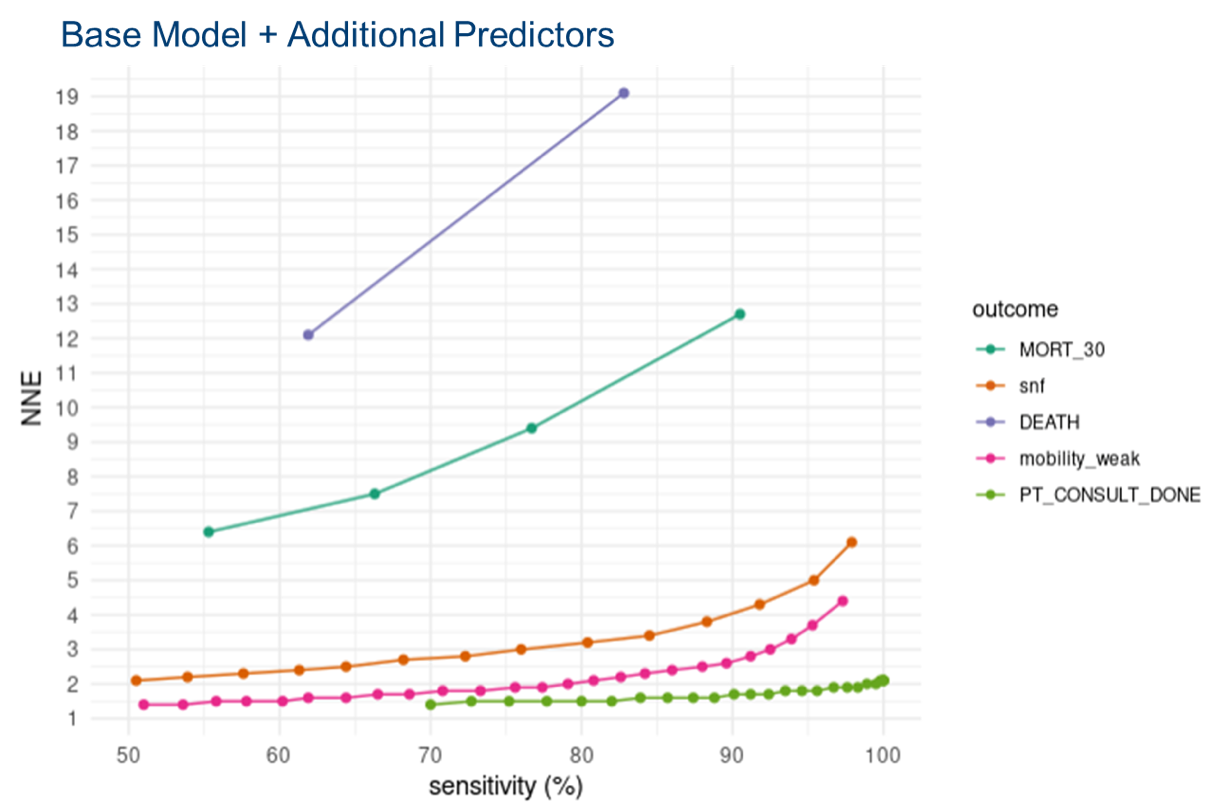 Base Model + Additional Predictors
19
18
17
16
15
14
13
12
11
10
9
8
7
6
5
4
3
2
1
NNE
50 60 70 80 90 100
sensitivity (%)
outcome
MORT_30
snf
DEATH
mobility_weak
PT_CONSULT_DONE